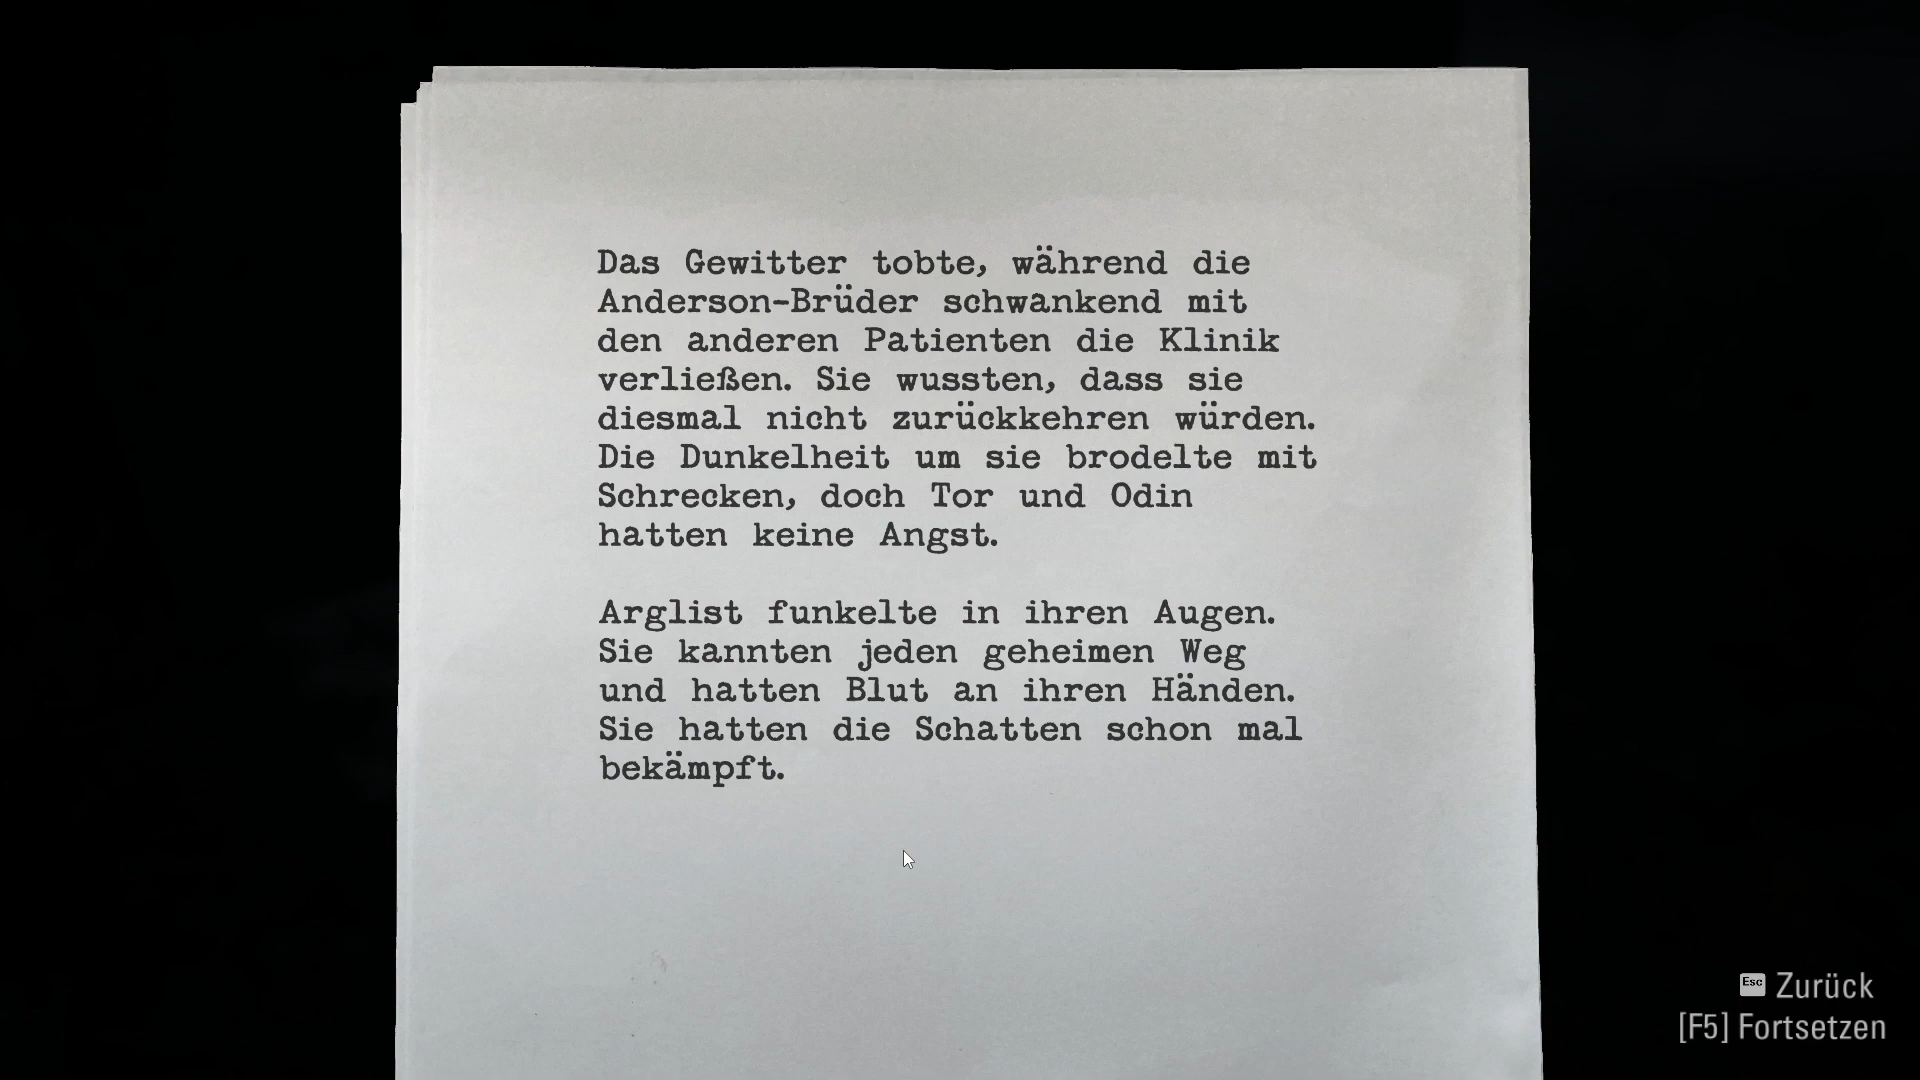 Das Gewitter tobte, während die
Anderson-Brüder schwankend mit
den anderen Patienten die Klinik
verließen. Sie wussten, dass sie
diesmal nicht zurückkehren würden.
Die Dunkelheit um sie brodelte mit
Schrecken, doch Tor und Odin
hatten keine Angst.
Arglist funkelte in ihren Augen.
Sie kannten jeden geheimen Weg
und hatten Blut an ihren Händen.
Sie hatten die Schatten schon mal
bekämpft.
Esc Zurück
[F5] Fortsetzen